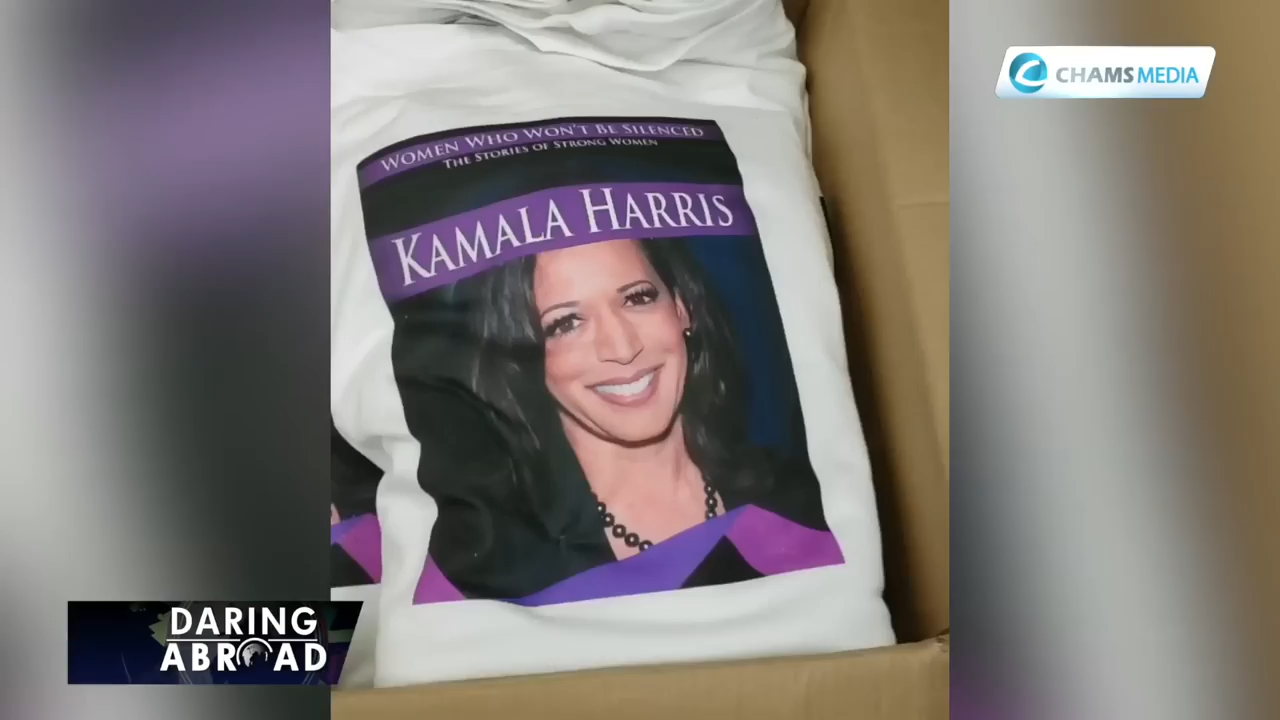 CHAMS MEDIA
WOMEN WHO WON'T BE SILENCED
THE STORIES OF STRONG WOMEN
KAMALA HARRIS
DARING
ABROAD